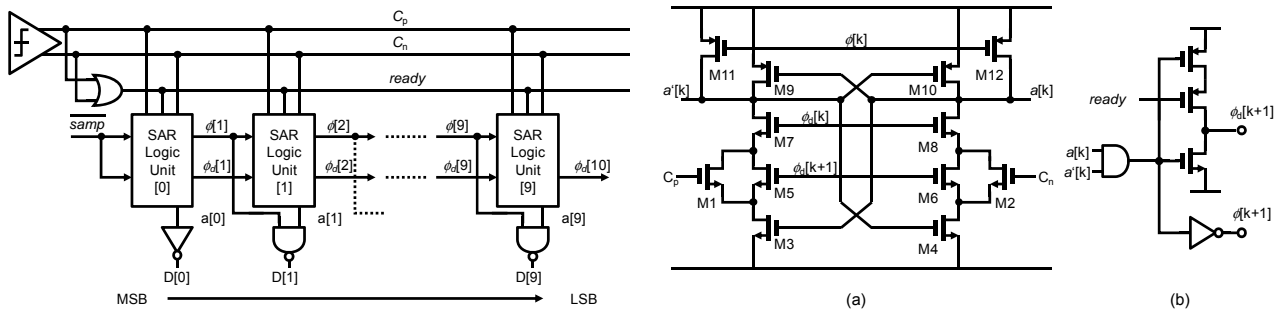 Cp
Cn
ready
samp
SAR Logic Unit [0]
ϕ[1]
ϕd[1]
SAR Logic Unit [1]
ϕ[2]
ϕd[2]
ϕ[9]
ϕd[9]
SAR Logic Unit [9]
ϕd[10]
a[0]
a[1]
a[9]
D[0]
D[1]
D[9]
MSB
LSB
ϕ[k]
M11
M9
M10
M12
a'[k]
a[k]
ϕd[k]
M7
M8
Cp
ϕd[k+1]
Cn
M1
M5
M6
M2
M3
M4
(a)
ready
ϕd[k+1]
a[k]
a'[k]
ϕ[k+1]
(b)